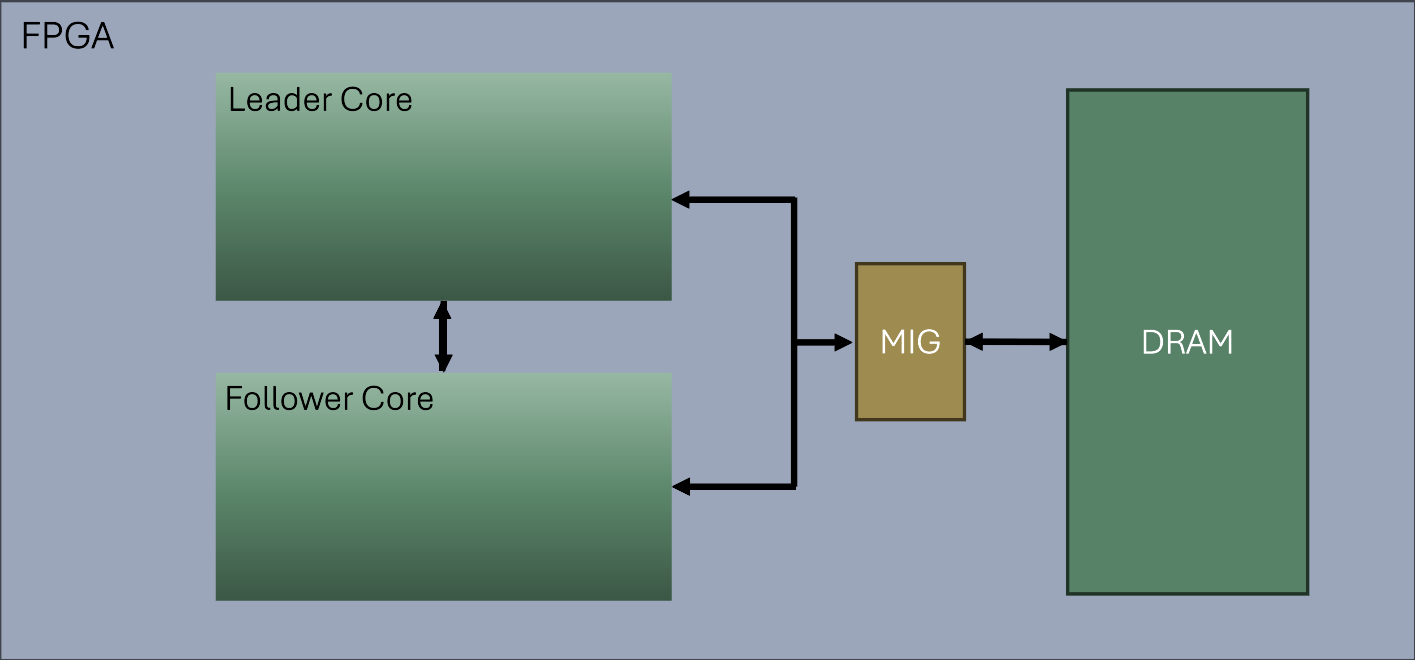 FPGA
Leader Core
Follower Core
MIG
DRAM